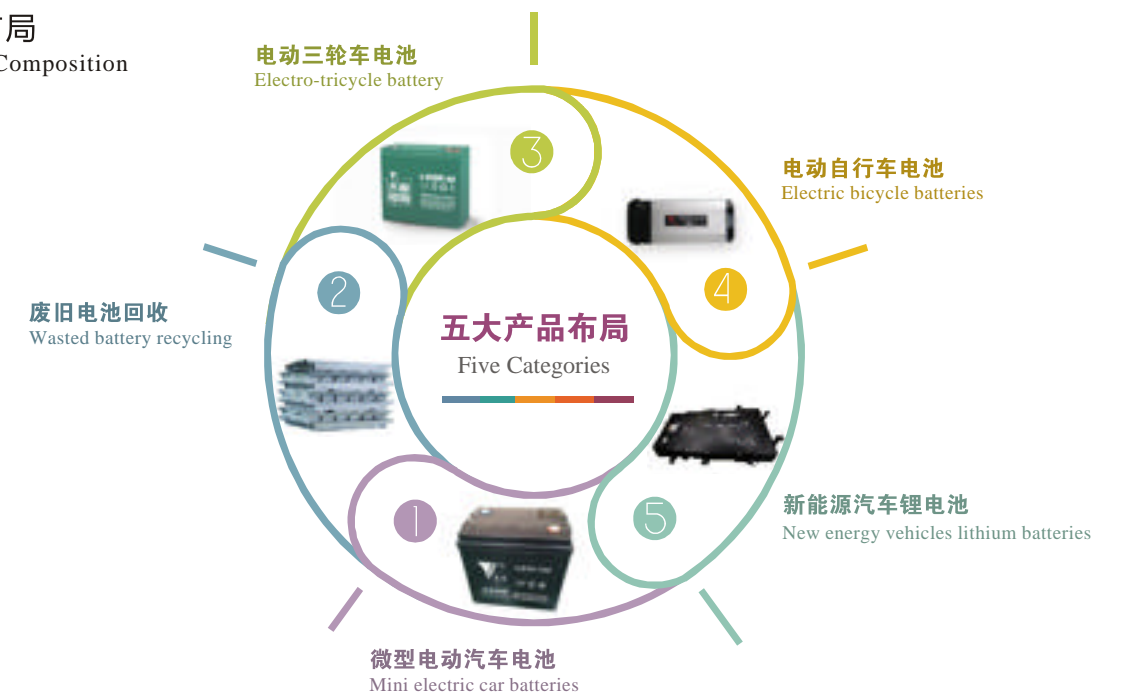 局
Composition
电动三轮车电池
Electro-tricycle battery
3
电动自行车电池
Electric bicycle batteries
4
2
废旧电池回收
Wasted battery recycling
五大产品布局
Five Categories
1
5
新能源汽车锂电池
New energy vehicles lithium batteries
微型电动汽车电池
Mini electric car batteries